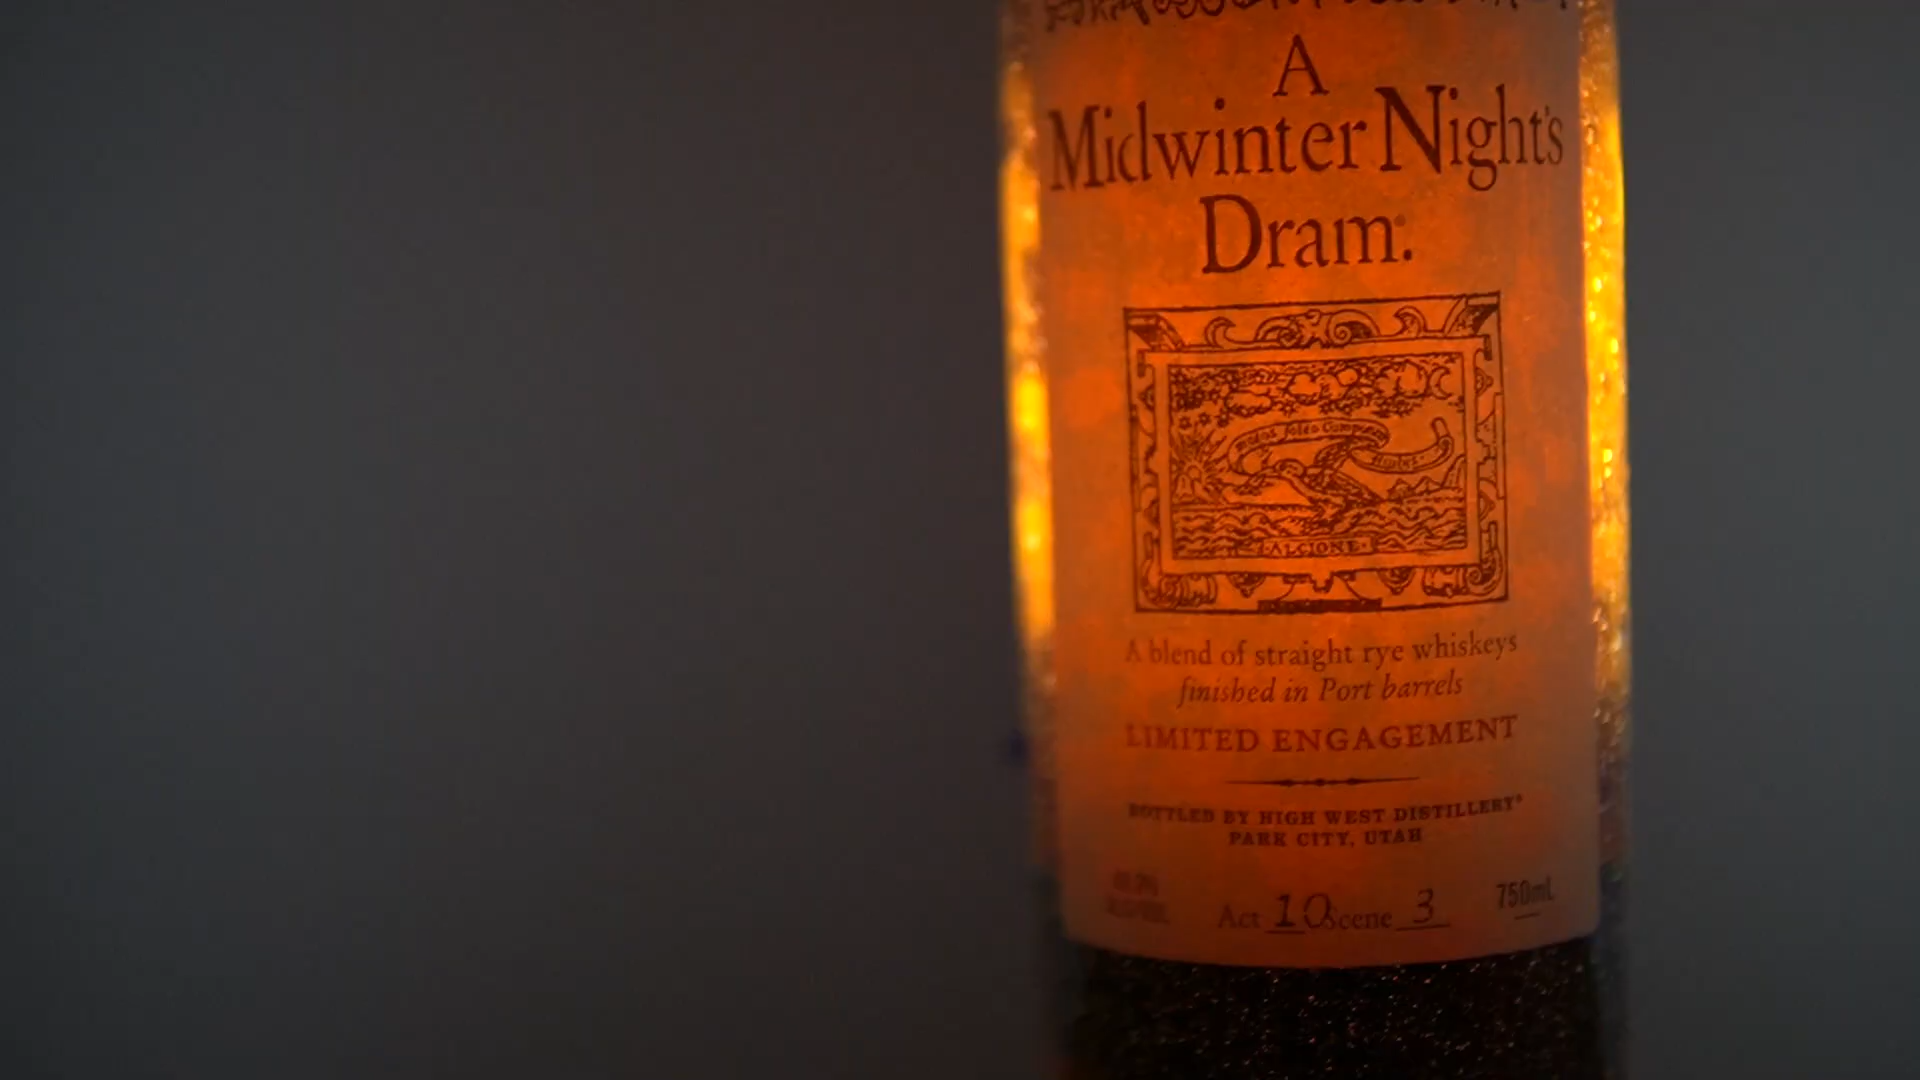 A
Midwinter Night's
Dram.
ALCIONE
A blend of straight rye whiskeys
finished in Port barrels
LIMITED ENGAGEMENT
BOTTLED BY HIGH WEST DISTILLERY®
PARK CITY, UTAH
Act 10 Scene 3 750mL